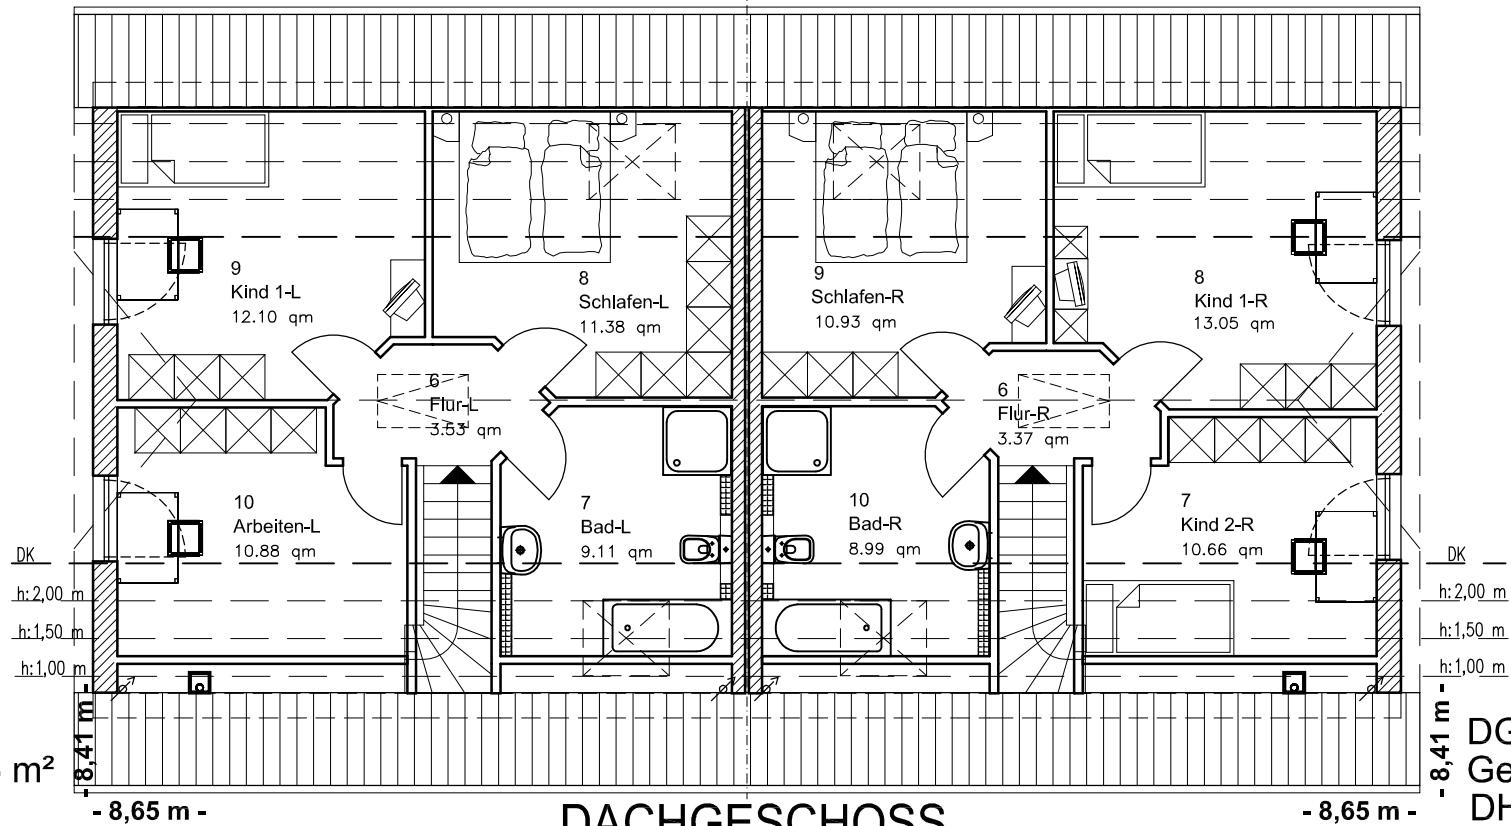 9
Kind 1-L
12.10 qm
8
Schlafen-L
11.38 qm
9
Schlafen-R
10.93 qm
8
Kind 1-R
13.05 qm
6
Flur-L
3.53 qm
6
Flur-R
3.37 qm
10
Arbeiten-L
10.88 qm
7
Bad-L
9.11 qm
10
Bad-R
8.99 qm
7
Kind 2-R
10.66 qm
DK
h:2,00 m
h:1,50 m
h:1,00 m
DK
h:2,00 m
h:1,50 m
h:1,00 m
- 8,41 m -
- 8,41 m -
m²
DG
Ge
DH
- 8,65 m -
DACHGESCHOSS
- 8,65 m -